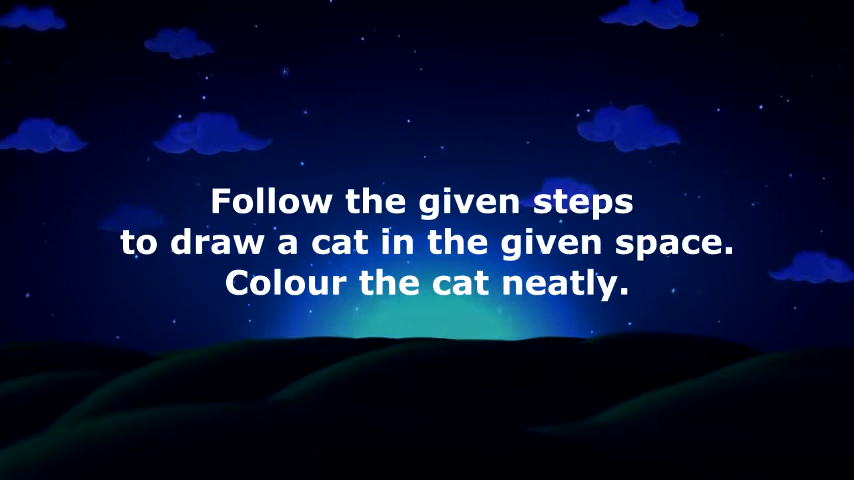 Follow the given steps
to draw a cat in the given space.
Colour the cat neatly.